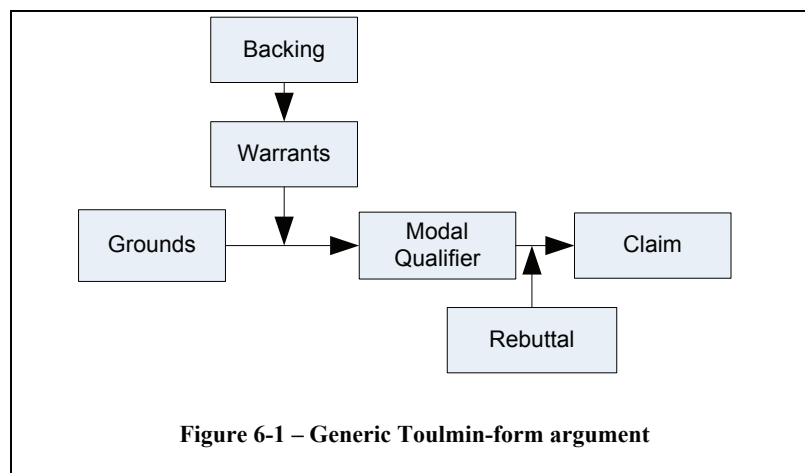 Backing
Warrants
Grounds
Modal
Qualifier
Claim
Rebuttal
Figure 6-1 – Generic Toulmin-form argument